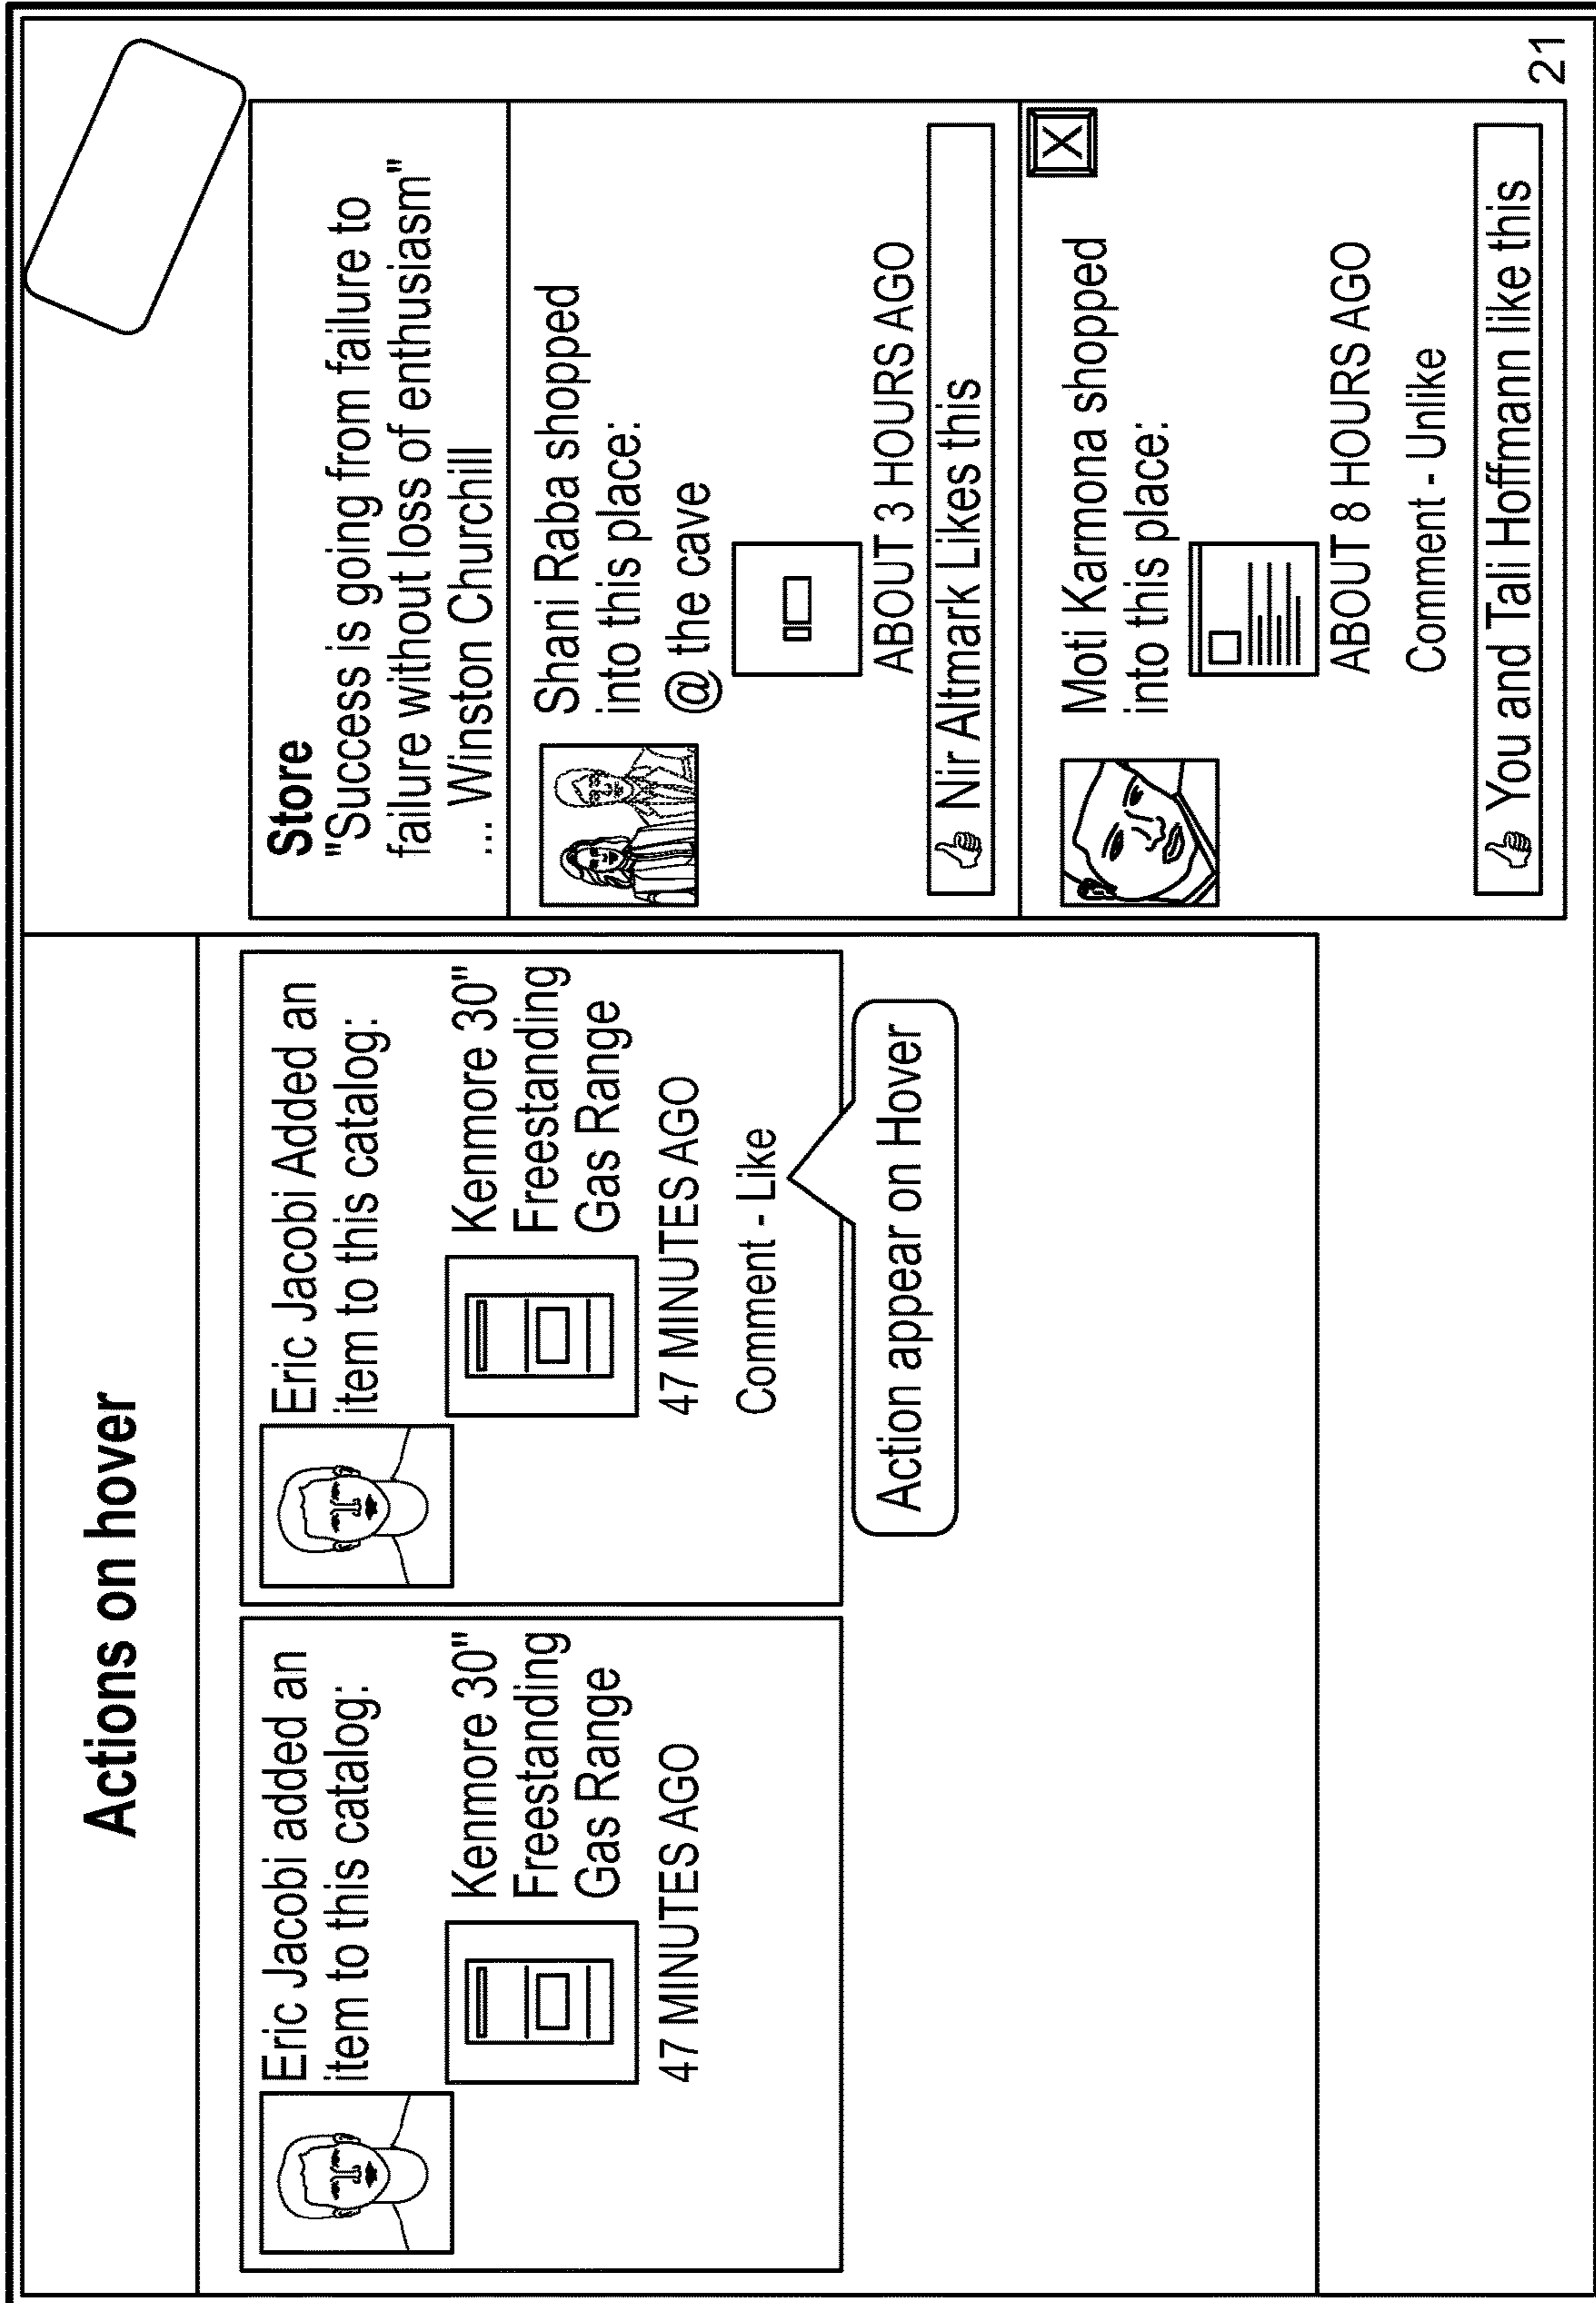 Actions on hover
Eric Jacobi added an
item to this catalog:
Kenmore 30"
Freestanding
Gas Range
47 MINUTES AGO
Eric Jacobi Added an
item to this catalog:
Kenmore 30"
Freestanding
Gas Range
47 MINUTES AGO
Comment - Like
Action appear on Hover
Store
"Success is going from failure to
failure without loss of enthusiasm"
... Winston Churchill
Shani Raba shopped
into this place:
@ the cave
ABOUT 3 HOURS AGO
Nir Altmark Likes this
X
Moti Karmona shopped
into this place:
ABOUT 8 HOURS AGO
Comment - Unlike
You and Tali Hoffmann like this
21